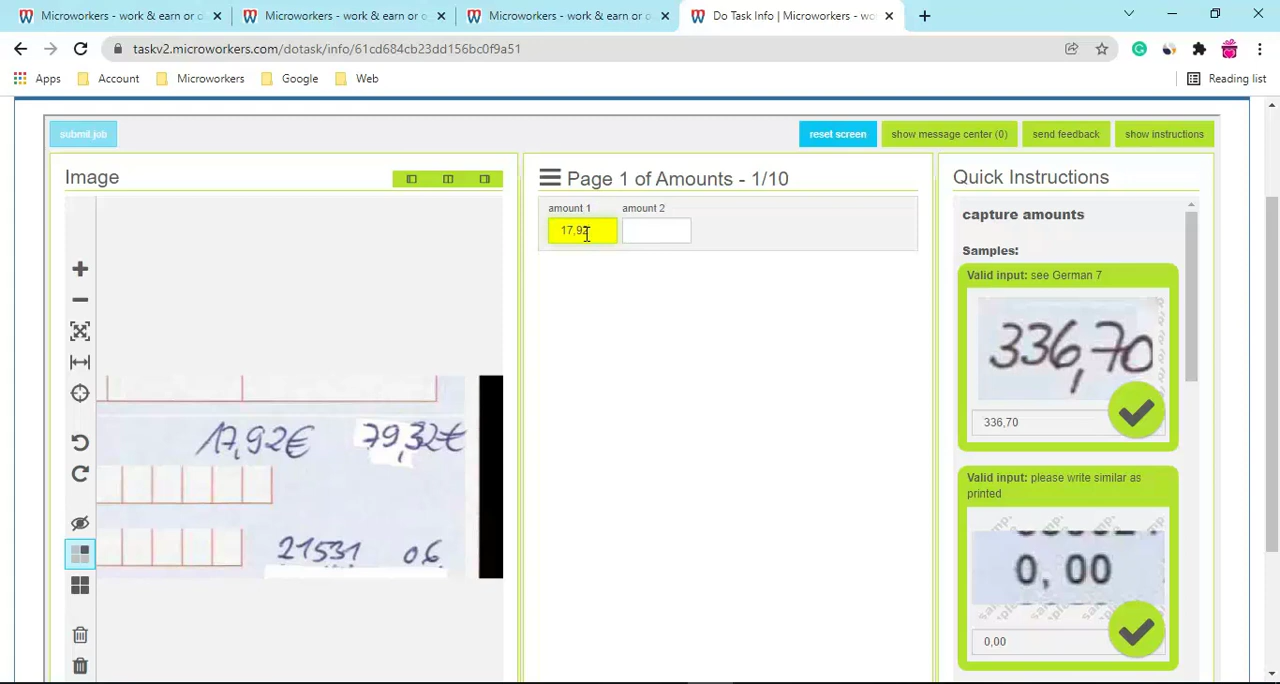 Microworkers - work & earn or o
Microworkers - work & earn or o
Microworkers - work & earn or o
Do Task Info | Microworkers - wo
taskv2.microworkers.com/dotask/info/61cd684cb23dd156bc0f9a51
Apps
Account
Microworkers
Google
Web
Reading list
submit job
reset screen
show message center (0)
send feedback
show instructions
Image
Page 1 of Amounts - 1/10
Quick Instructions
amount 1
amount 2
17,92
capture amounts
Samples:
Valid input: see German 7
336,70
336,70
Valid input: please write similar as
printed
0, 00
0,00
17,92€ 79,32€
21531 06.